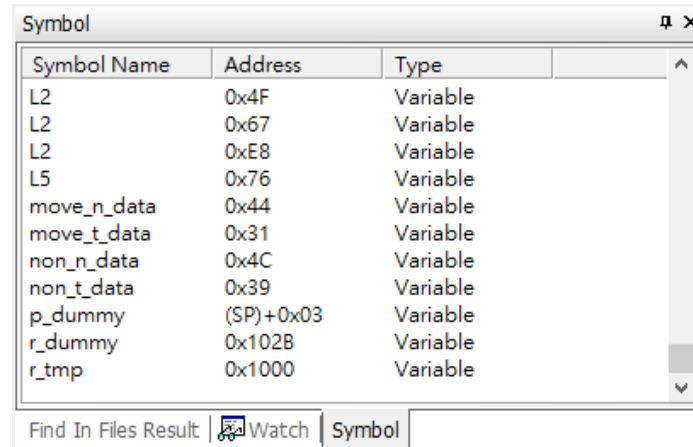 Symbol
Symbol Name Address Type
L2 0x4F Variable
L2 0x67 Variable
L2 0xE8 Variable
L5 0x76 Variable
move_n_data 0x44 Variable
move_t_data 0x31 Variable
non_n_data 0x4C Variable
non_t_data 0x39 Variable
p_dummy (SP)+0x03 Variable
r_dummy 0x102B Variable
r_tmp 0x1000 Variable
Find In Files Result Watch Symbol